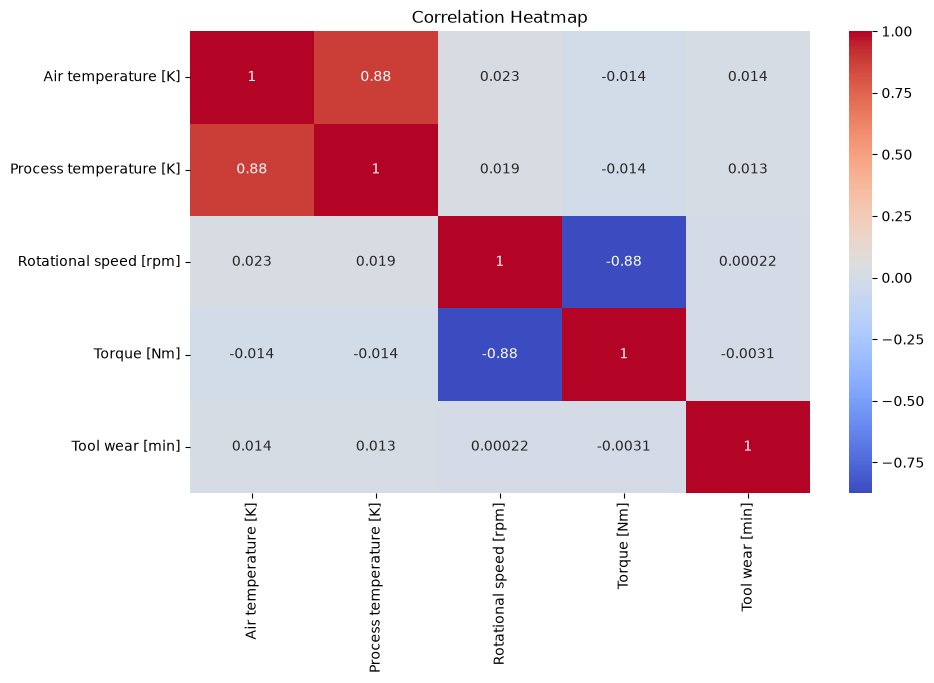 Correlation Heatmap
Air temperature [K] 1 0.88 0.023 -0.014 0.014
Process temperature [K] 0.88 1 0.019 -0.014 0.013
Rotational speed [rpm] 0.023 0.019 1 -0.88 0.00022
Torque [Nm] -0.014 -0.014 -0.88 1 -0.0031
Tool wear [min] 0.014 0.013 0.00022 -0.0031 1
Air temperature [K]
Process temperature [K]
Rotational speed [rpm]
Torque [Nm]
Tool wear [min]
1.00
0.75
0.50
0.25
0.00
−0.25
−0.50
−0.75